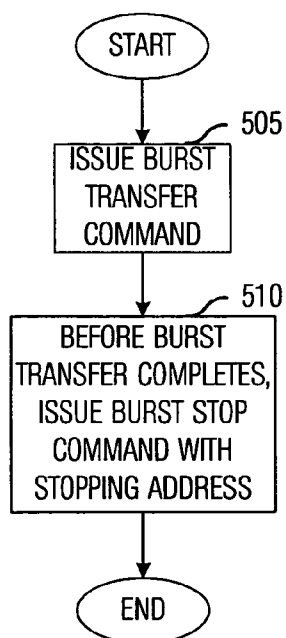 START
505
ISSUE BURST
TRANSFER
COMMAND
510
BEFORE BURST
TRANSFER COMPLETES,
ISSUE BURST STOP
COMMAND WITH
STOPPING ADDRESS
END